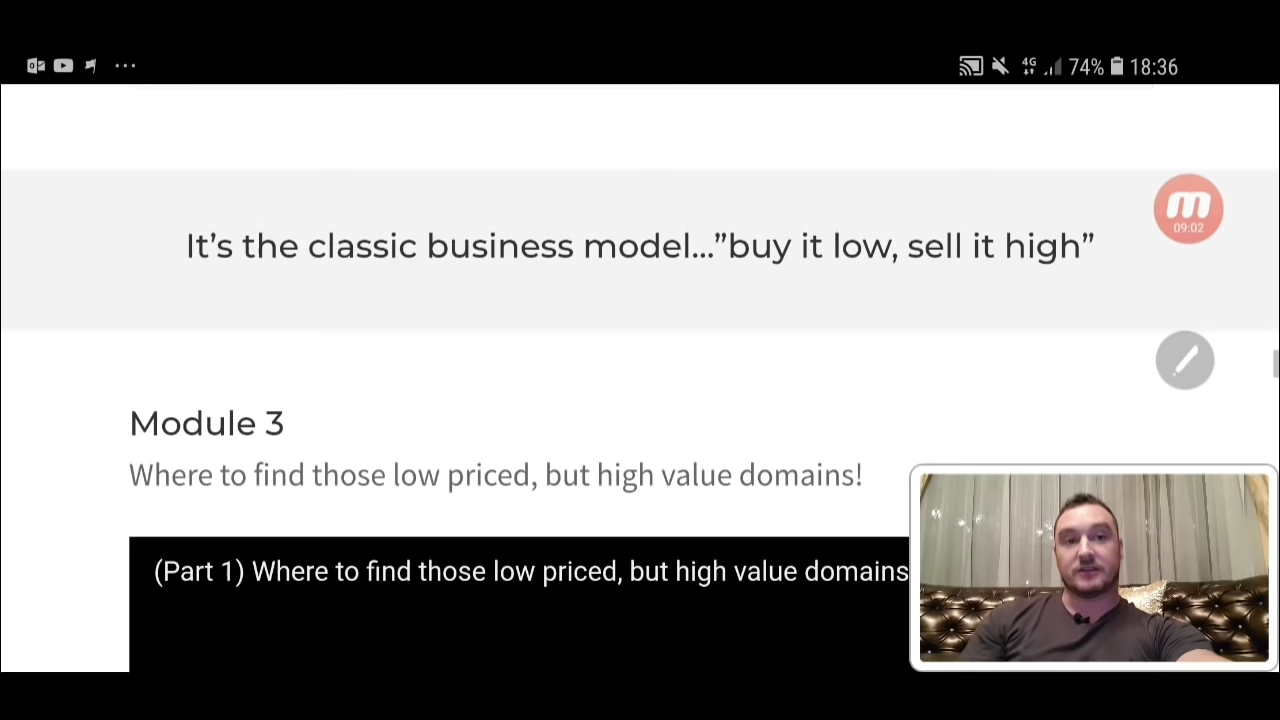 4G
74%
18:36
It’s the classic business model...”buy it low, sell it high”
m
09:02
Module 3
Where to find those low priced, but high value domains!
(Part 1) Where to find those low priced, but high value domains